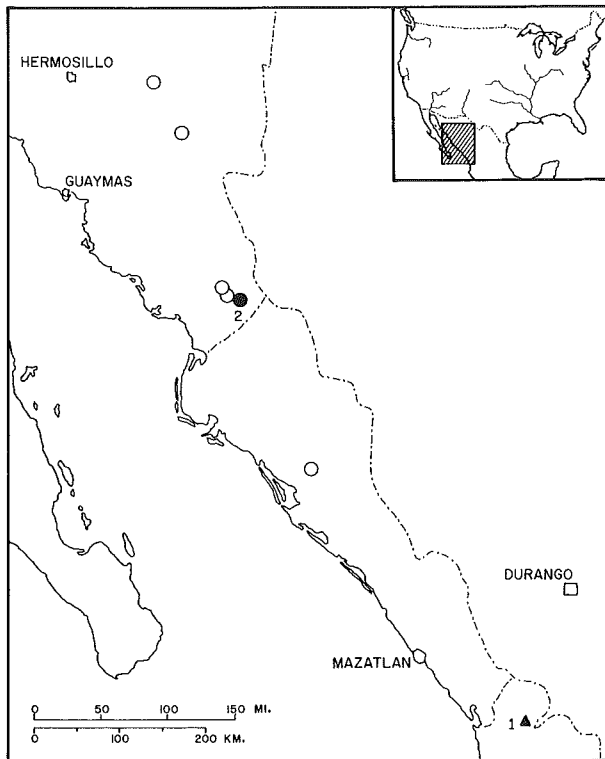 HERMOSILLO
GUAYMAS
2
DURANGO
MAZATLAN
1
0 50 100 150 MI.
0 100 200 KM.